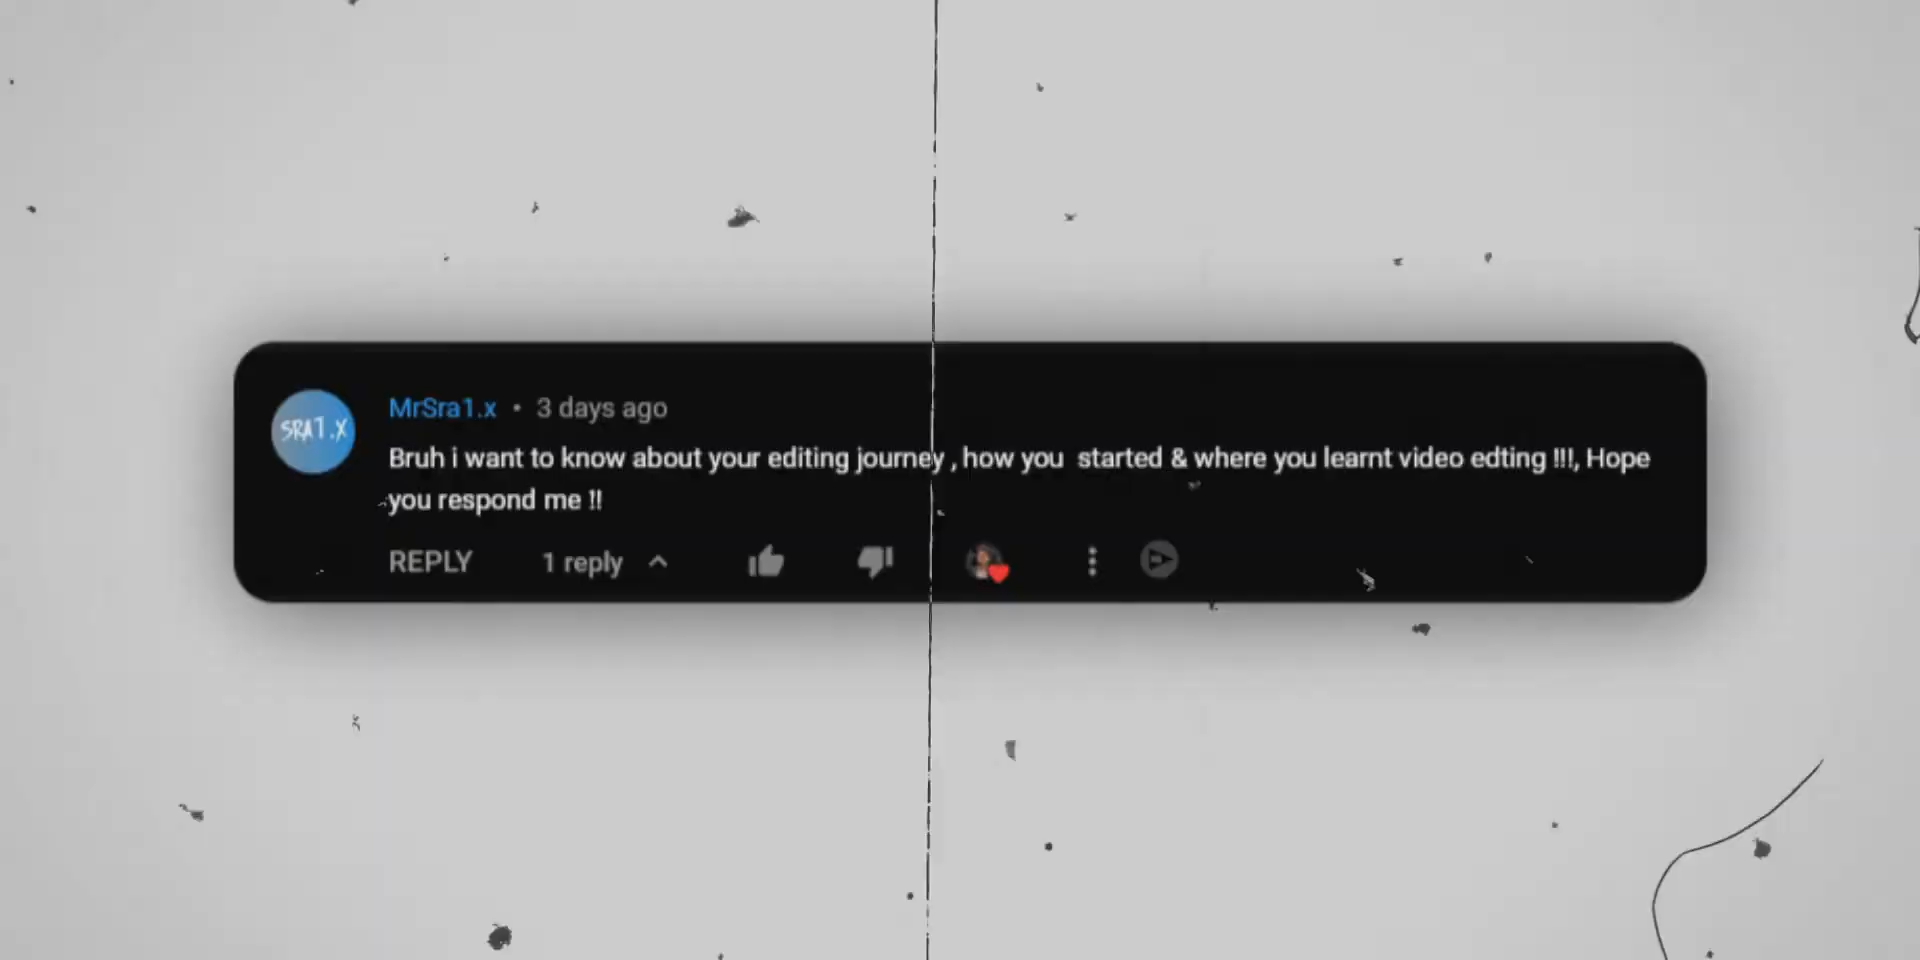 SRA1.X
MrSra1.x • 3 days ago
Bruh i want to know about your editing journey , how you  started & where you learnt video edting !!!, Hope
you respond me !!
REPLY 1 reply